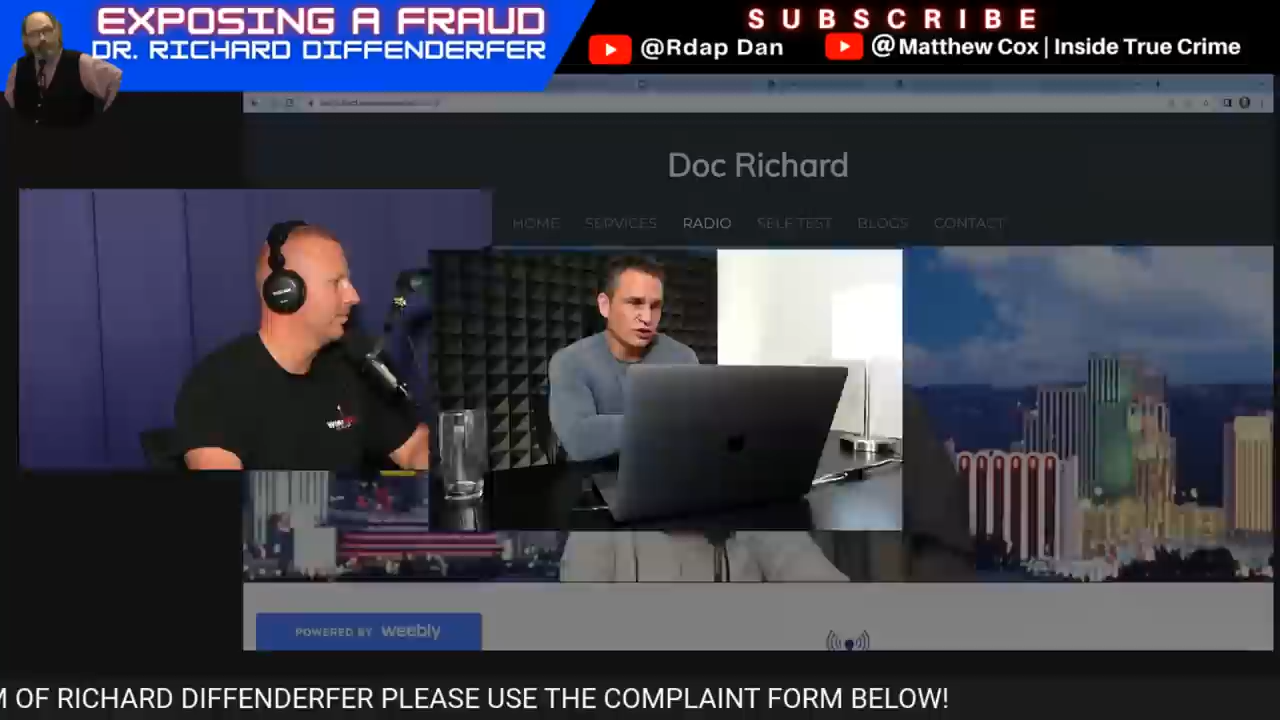 EXPOSING A FRAUD
DR. RICHARD DIFFENDERFER
SUBSCRIBE
@Rdap Dan
@Matthew Cox | Inside True Crime
Doc Richard
HOME SERVICES RADIO SELF TEST BLOGS CONTACT
POWERED BY weebly
M OF RICHARD DIFFENDERFER PLEASE USE THE COMPLAINT FORM BELOW!